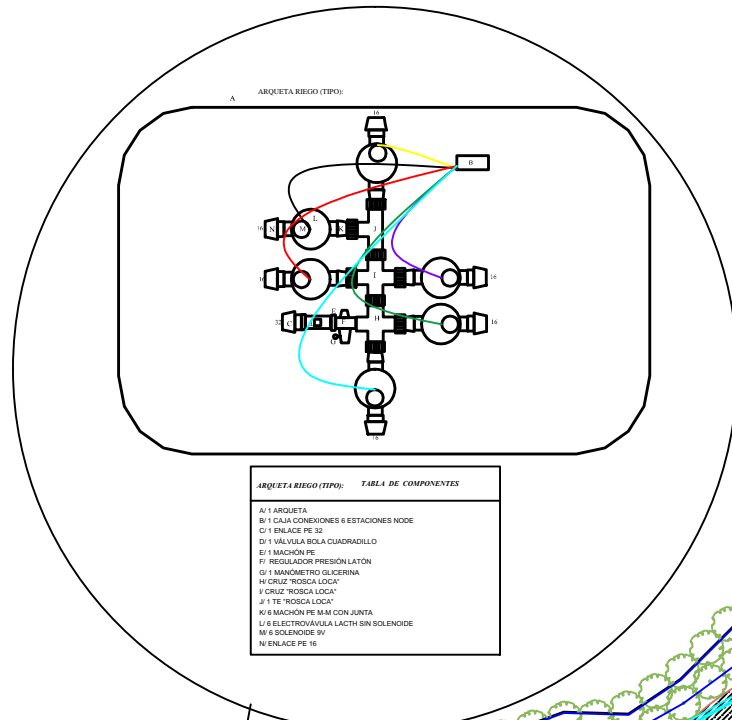 ARQUETA RIEGO (TIPO):
A
16
B
L
16 N M K J
16 I 16
E
32 C F H 16
G
16
ARQUETA RIEGO (TIPO): TABLA DE COMPONENTES
A/ 1 ARQUETA
B/ 1 CAJA CONEXIONES 6 ESTACIONES NODE
C/ 1 ENLACE PE 32
D/ 1 VÁLVULA BOLA CUADRADILLO
E/ 1 MACHÓN PE
F/ REGULADOR PRESIÓN LATÓN
G/ 1 MANÓMETRO GLICERINA
H/ CRUZ "ROSCA LOCA"
I/ CRUZ "ROSCA LOCA"
J/ 1 TE "ROSCA LOCA"
K/ 6 MACHÓN PE M-M CON JUNTA
L/ 6 ELECTROVÁVULA LACTH SIN SOLENOIDE
M/ 6 SOLENOIDE 9V
N/ ENLACE PE 16